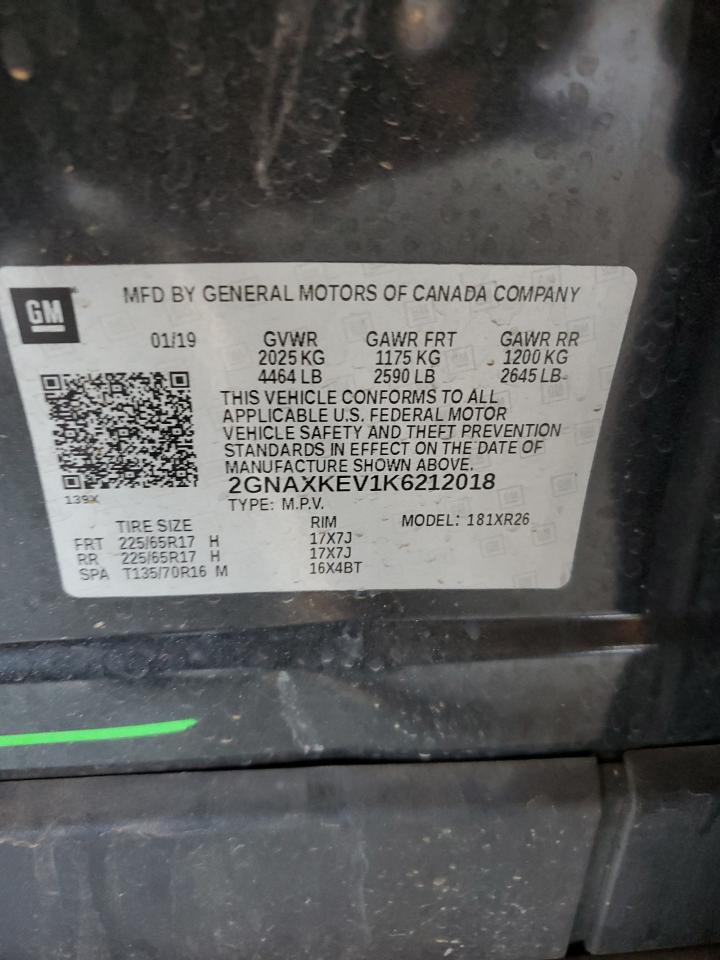 GM
MFD BY GENERAL MOTORS OF CANADA COMPANY
01/19 GVWR GAWR FRT GAWR RR
2025 KG 1175 KG 1200 KG
4464 LB 2590 LB 2645 LB
THIS VEHICLE CONFORMS TO ALL
APPLICABLE U.S. FEDERAL MOTOR
VEHICLE SAFETY AND THEFT PREVENTION
STANDARDS IN EFFECT ON THE DATE OF
MANUFACTURE SHOWN ABOVE.
2GNAXKEV1K6212018
139X
TYPE: M.P.V.
TIRE SIZE RIM MODEL: 181XR26
FRT 225/65R17 H 17X7J
RR 225/65R17 H 17X7J
SPA T135/70R16 M 16X4BT